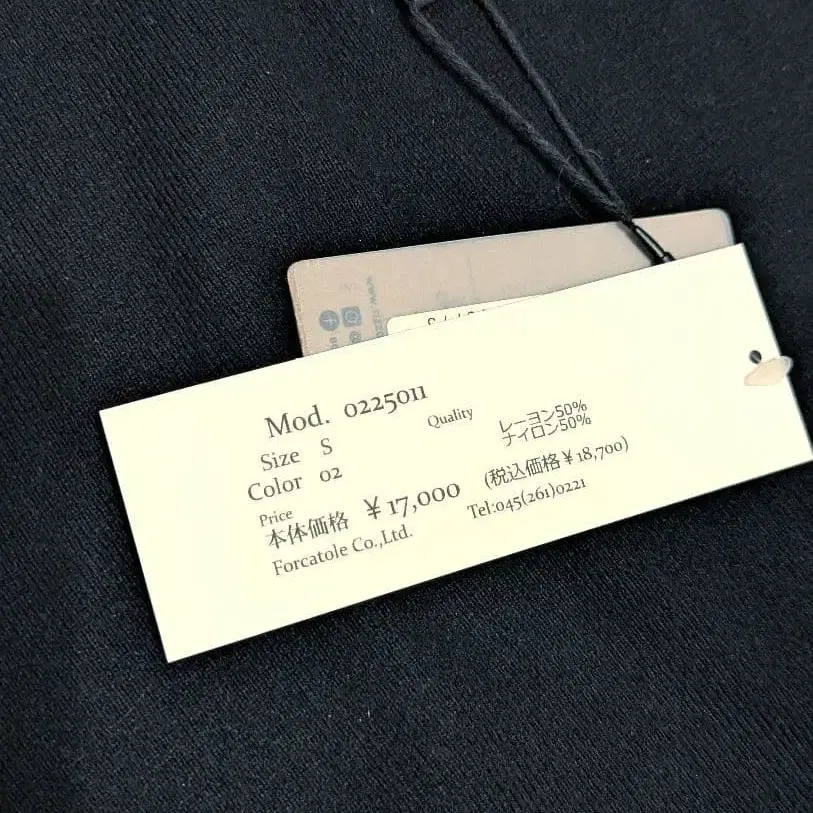 Mod. 0225011
Quality
レーヨン50%
ナイロン50%
Size S
Color 02
Price
本体価格 ¥17,000 (税込価格¥18,700)
Forcatole Co.,Ltd. Tel:045(261)0221